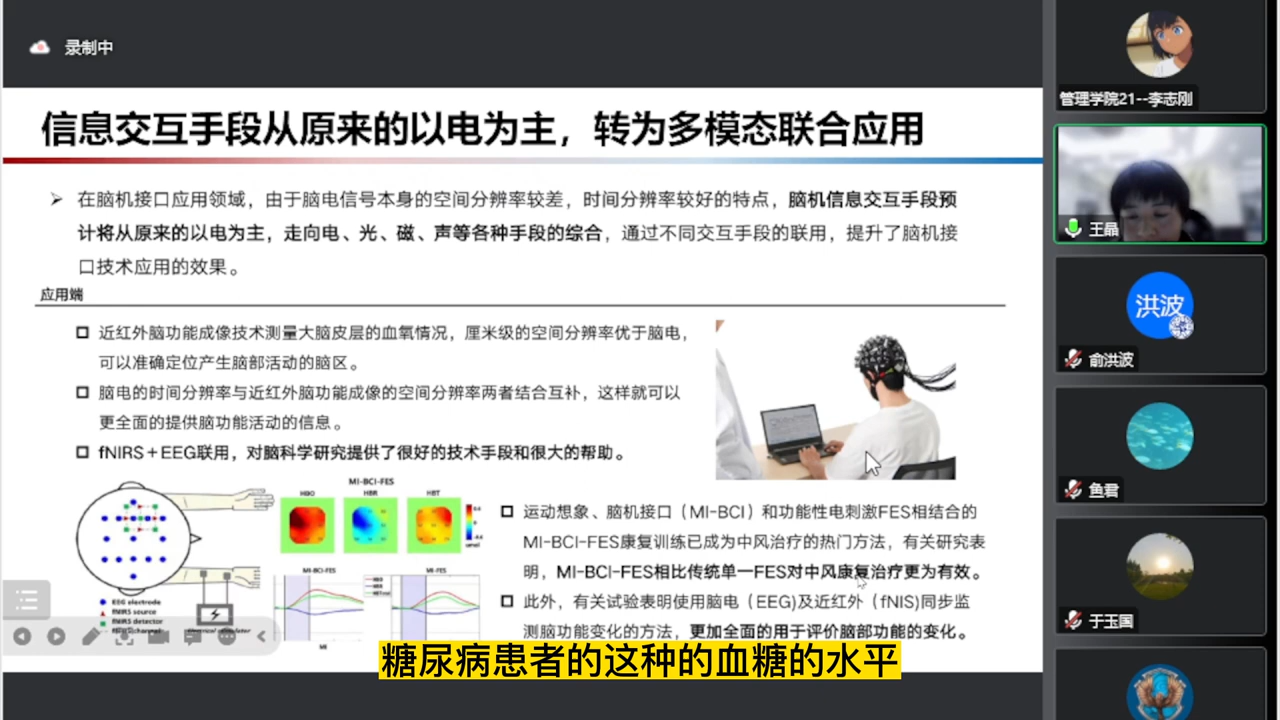 录制中
信息交互手段从原来的以电为主，转为多模态联合应用
在脑机接口应用领域，由于脑电信号本身的空间分辨率较差，时间分辨率较好的特点，脑机信息交互手段预
计将从原来的以电为主，走向电、光、磁、声等各种手段的综合，通过不同交互手段的联用，提升了脑机接
口技术应用的效果。
应用端
近红外脑功能成像技术测量大脑皮层的血氧情况，厘米级的空间分辨率优于脑电，
可以准确定位产生脑部活动的脑区。
脑电的时间分辨率与近红外脑功能成像的空间分辨率两者结合互补，这样就可以
更全面的提供脑功能活动的信息。
fNIRS＋EEG联用，对脑科学研究提供了很好的技术手段和很大的帮助。
MI-BCI-FES
HBO HBR HBT
MI-BCI-FES MI-FES
EEG electrode
fNIRS source
fNIRS detector
MI
运动想象、脑机接口（MI-BCI）和功能性电刺激FES相结合的
MI-BCI-FES康复训练已成为中风治疗的热门方法，有关研究表
明，MI-BCI-FES相比传统单一FES对中风康复治疗更为有效。
此外，有关试验表明使用脑电（EEG)及近红外（fNIS)同步监
测脑功能变化的方法，更加全面的用于评价脑部功能的变化。
糖尿病患者的这种的血糖的水平
管理学院21--李志刚
王晶
洪波
俞洪波
鱼君
于玉国